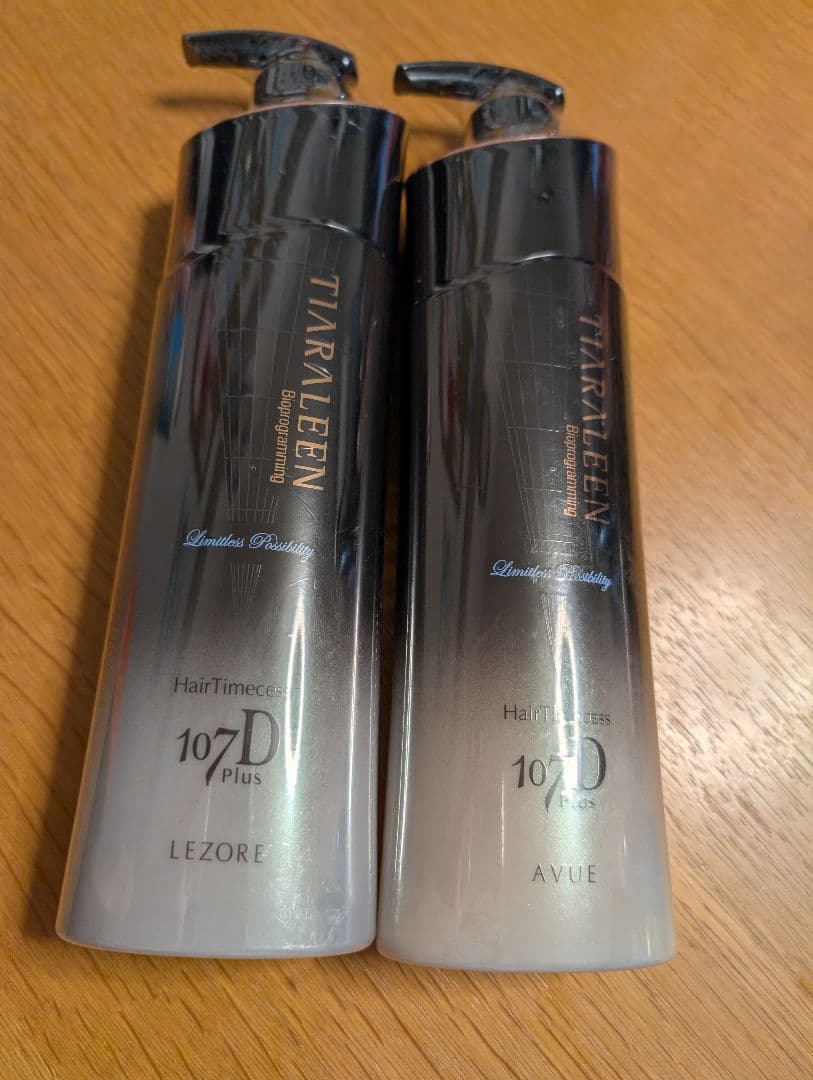 TIARALEEN
Bioprogramming
Limitless Possibility
HairTimecess
107D
Plus
LEZORE
TIARALEEN
Bioprogramming
Limitless Possibility
HairTimecess
107D
Plus
AVUE